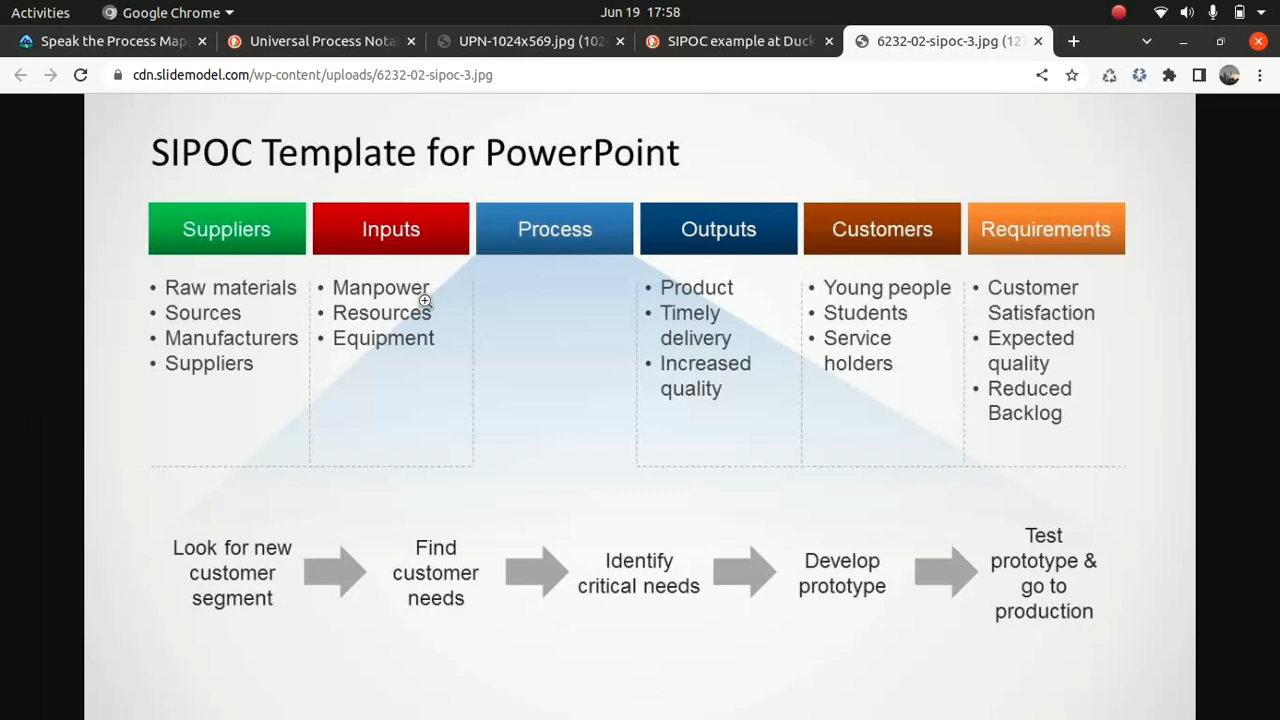 Activities
Google Chrome
Jun 19 17:58
Speak the Process Map
Universal Process Nota
UPN-1024x569.jpg (102
SIPOC example at Duck
6232-02-sipoc-3.jpg (12
cdn.slidemodel.com/wp-content/uploads/6232-02-sipoc-3.jpg
SIPOC Template for PowerPoint
Suppliers
Inputs
Process
Outputs
Customers
Requirements
• Raw materials
• Sources
• Manufacturers
• Suppliers
• Manpower
• Resources
• Equipment
• Product
• Timely
delivery
• Increased
quality
• Young people
• Students
• Service
holders
• Customer
Satisfaction
• Expected
quality
• Reduced
Backlog
Look for new
customer
segment
Find
customer
needs
Identify
critical needs
Develop
prototype
Test
prototype &
go to
production